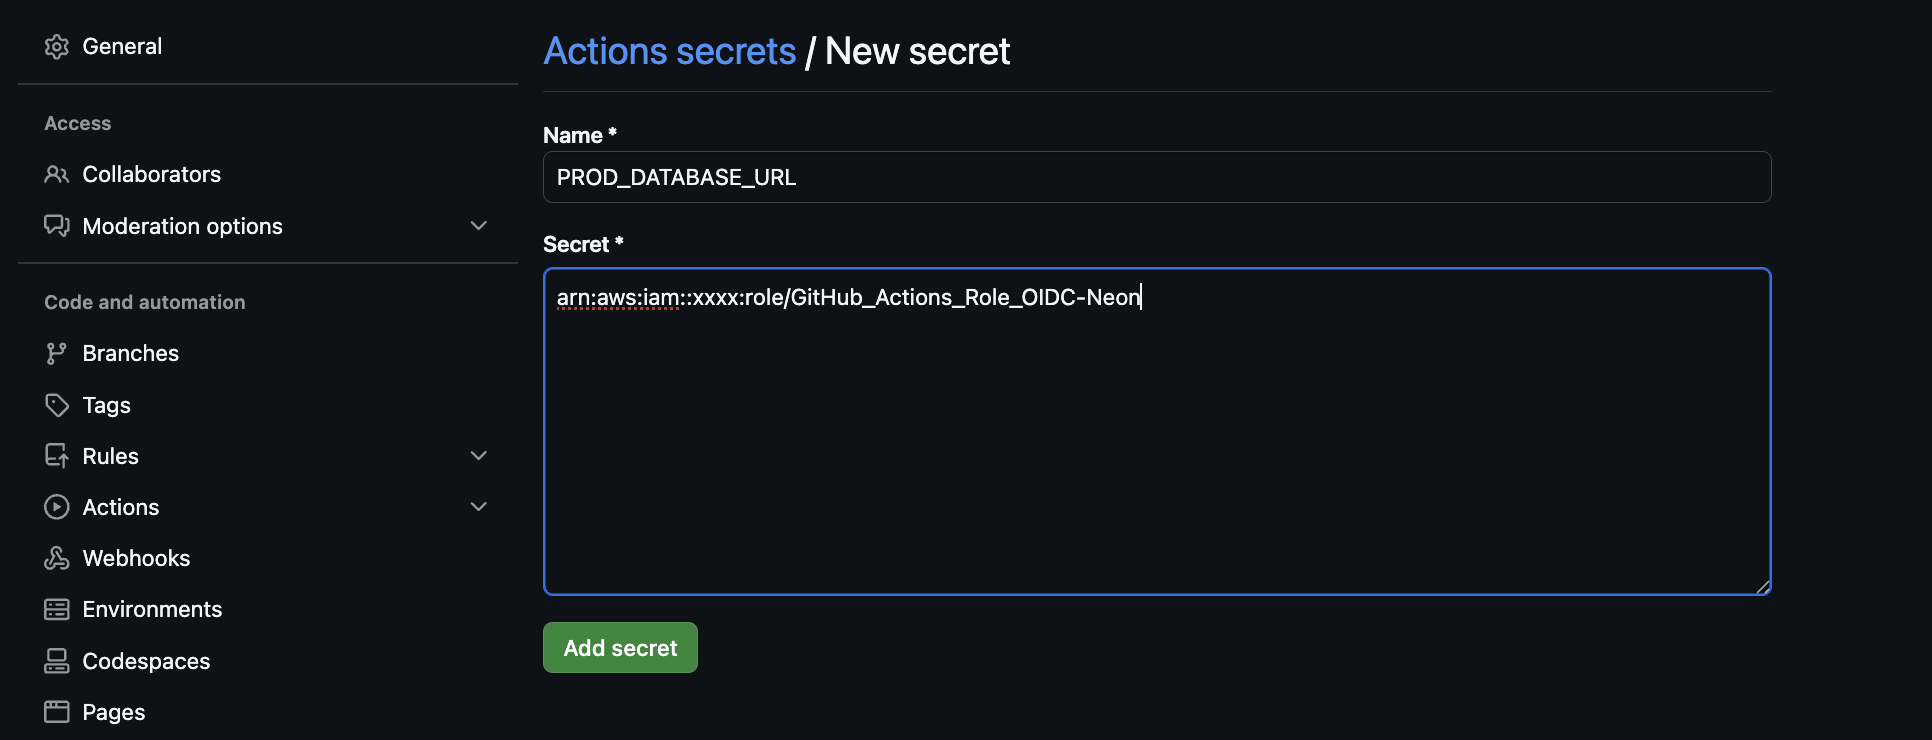 General
Access
Collaborators
Moderation options
Code and automation
Branches
Tags
Rules
Actions
Webhooks
Environments
Codespaces
Pages
Actions secrets / New secret
Name *
PROD_DATABASE_URL
Secret *
arn:aws:iam::xxxx:role/GitHub_Actions_Role_OIDC-Neon
Add secret